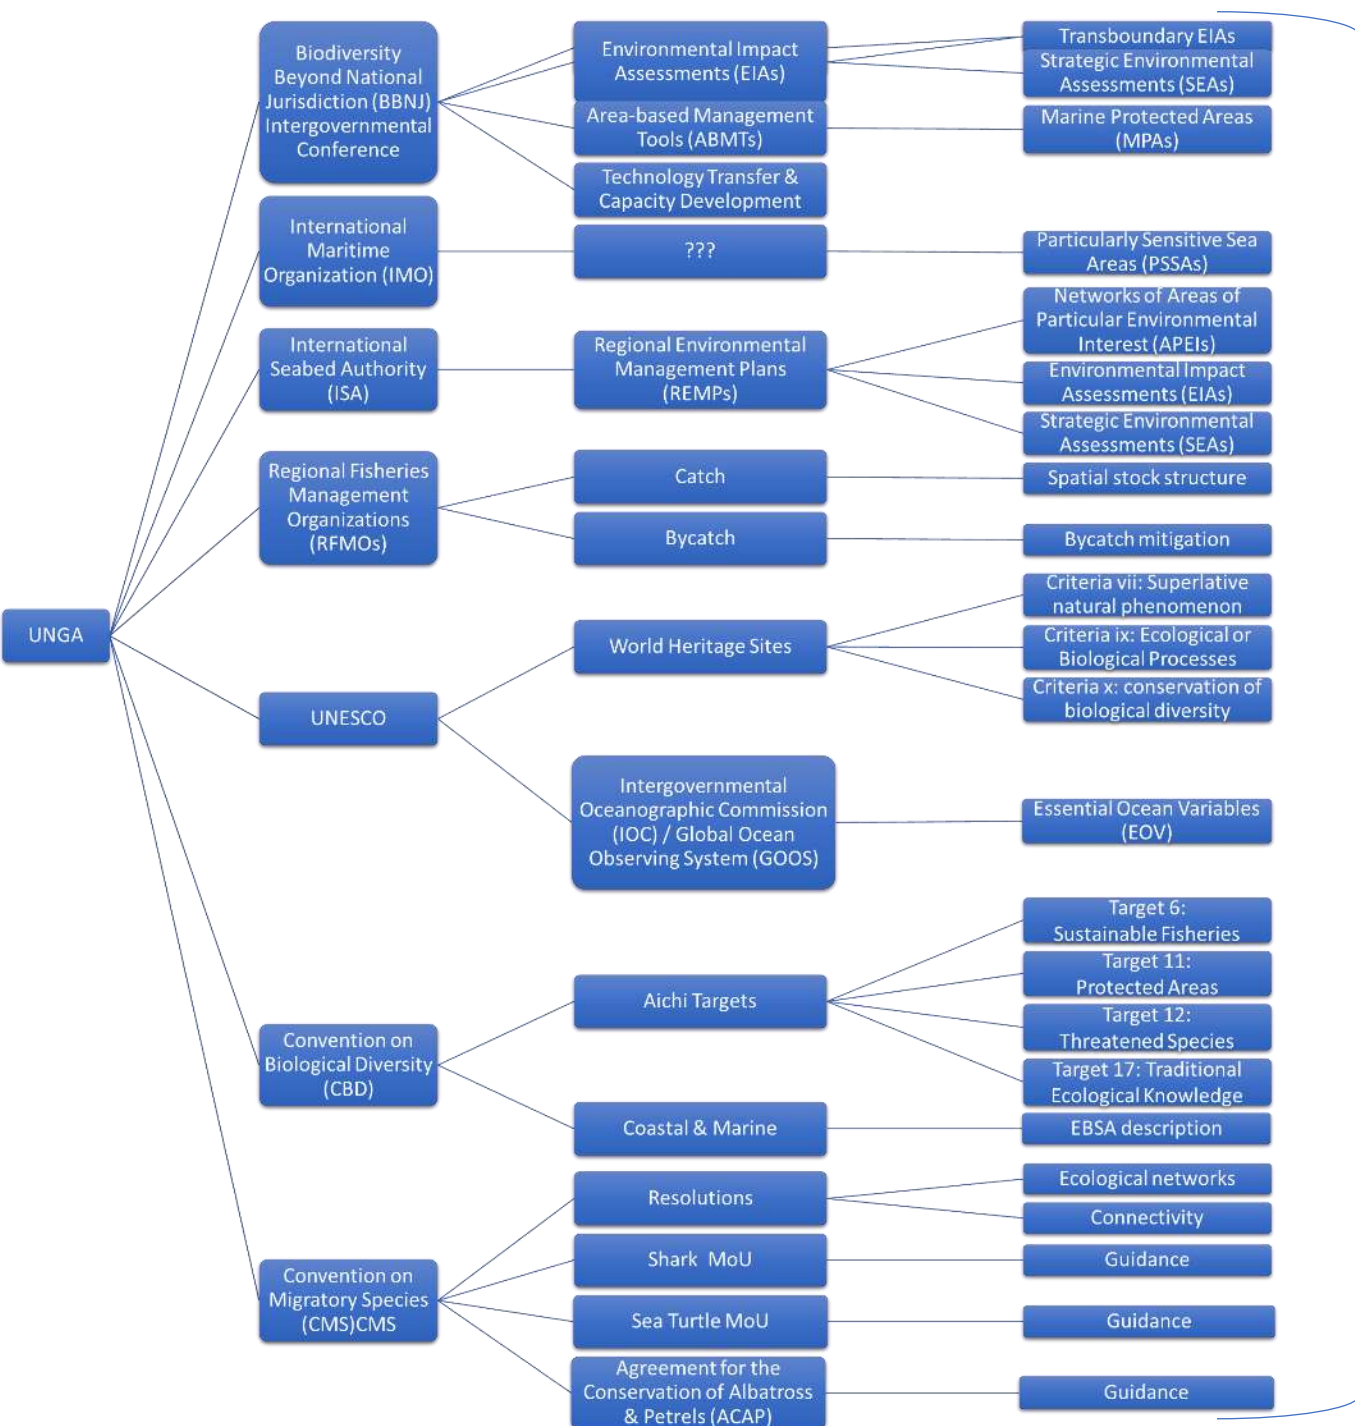 UNGA
Biodiversity
Beyond National
Jurisdiction (BBNJ)
Intergovernmental
Conference
Environmental Impact
Assessments (EIAs)
Transboundary EIAs
Strategic Environmental
Assessments (SEAs)
Area-based Management
Tools (ABMTs)
Marine Protected Areas
(MPAs)
Technology Transfer &
Capacity Development
International
Maritime
Organization (IMO)
???
Particularly Sensitive Sea
Areas (PSSAs)
International
Seabed Authority
(ISA)
Regional Environmental
Management Plans
(REMPs)
Networks of Areas of
Particular Environmental
Interest (APEIs)
Environmental Impact
Assessments (EIAs)
Strategic Environmental
Assessments (SEAs)
Regional Fisheries
Management
Organizations
(RFMOs)
Catch
Spatial stock structure
Bycatch
Bycatch mitigation
UNESCO
World Heritage Sites
Criteria vii: Superlative
natural phenomenon
Criteria ix: Ecological or
Biological Processes
Criteria x: conservation of
biological diversity
Intergovernmental
Oceanographic Commission
(IOC) / Global Ocean
Observing System (GOOS)
Essential Ocean Variables
(EOV)
Convention on
Biological Diversity
(CBD)
Aichi Targets
Target 6:
Sustainable Fisheries
Target 11:
Protected Areas
Target 12:
Threatened Species
Target 17: Traditional
Ecological Knowledge
Coastal & Marine
EBSA description
Convention on
Migratory Species
(CMS)CMS
Resolutions
Ecological networks
Connectivity
Shark MoU
Guidance
Sea Turtle MoU
Guidance
Agreement for the
Conservation of Albatross
& Petrels (ACAP)
Guidance